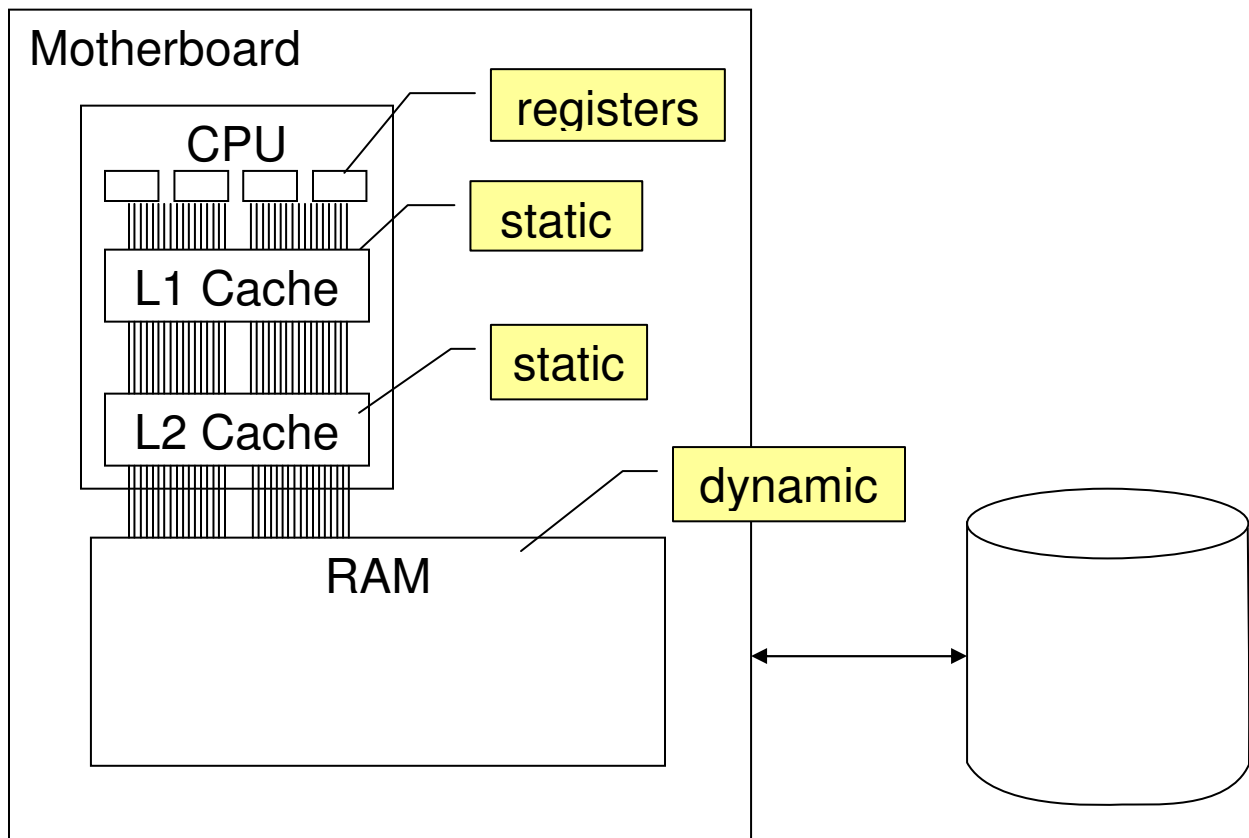 Motherboard
registers
CPU
static
L1 Cache
static
L2 Cache
dynamic
RAM